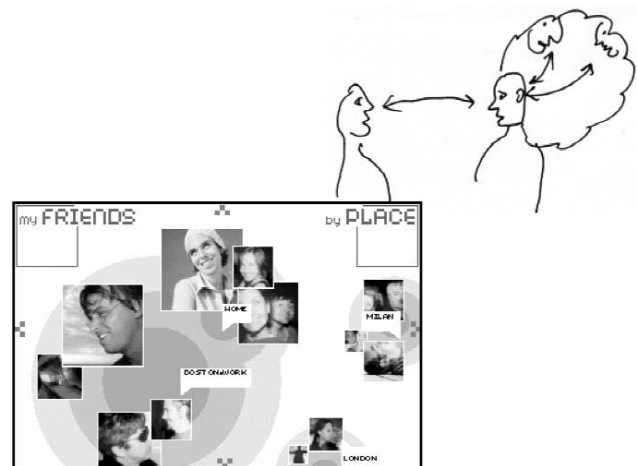 my FRIENDS
by PLACE
HOME
MILAN
BOSTON:WORK
LONDON